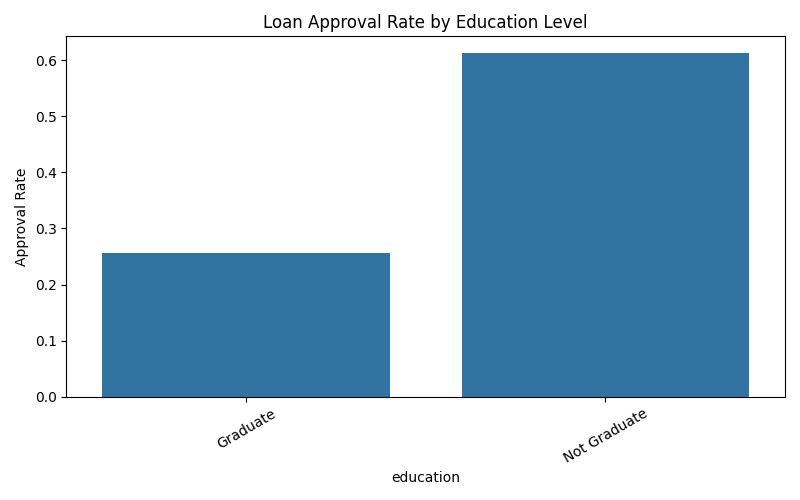 Loan Approval Rate by Education Level
Approval Rate
0.6
0.5
0.4
0.3
0.2
0.1
0.0
Graduate
Not Graduate
education